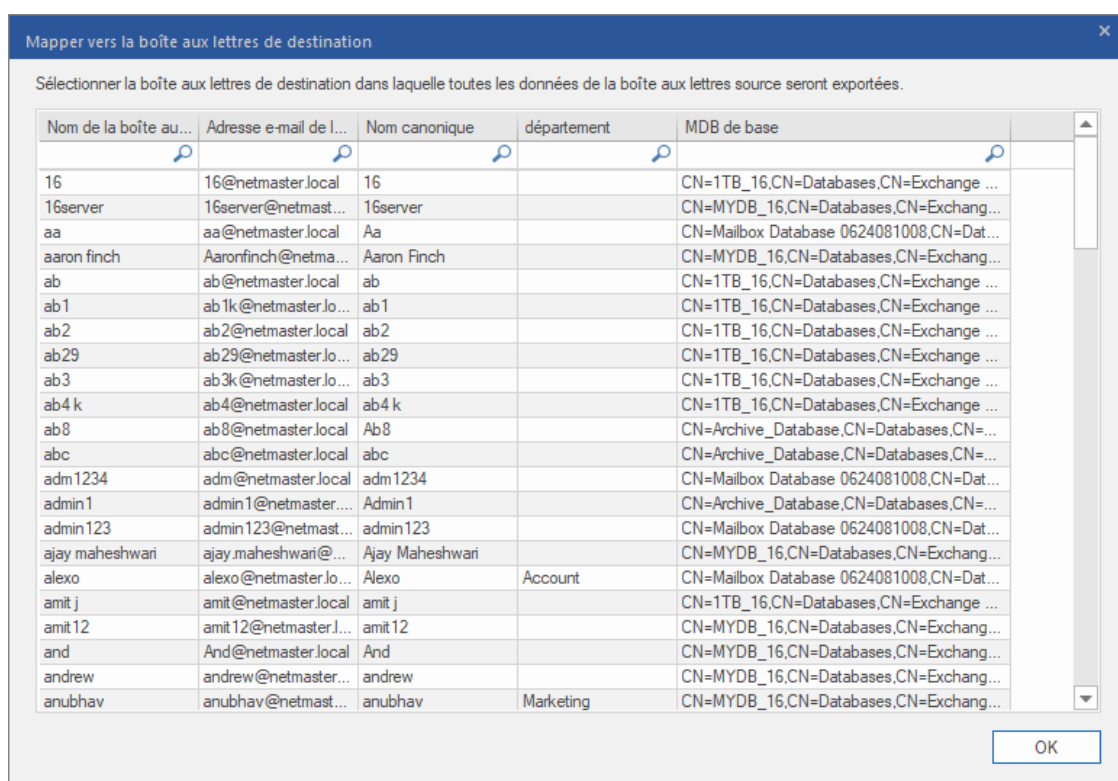 Mapper vers la boîte aux lettres de destination
Sélectionner la boîte aux lettres de destination dans laquelle toutes les données de la boîte aux lettres source seront exportées.
Nom de la boîte au... Adresse e-mail de l... Nom canonique département MDB de base
16 16@netmaster.local 16 CN=1TB_16,CN=Databases,CN=Exchange ...
16server 16server@netmast... 16server CN=MYDB_16,CN=Databases,CN=Exchang...
aa aa@netmaster.local Aa CN=Mailbox Database 0624081008,CN=Dat...
aaron finch Aaronfinch@netma... Aaron Finch CN=MYDB_16,CN=Databases,CN=Exchang...
ab ab@netmaster.local ab CN=1TB_16,CN=Databases,CN=Exchange ...
ab1 ab1k@netmaster.lo... ab1 CN=1TB_16,CN=Databases,CN=Exchange ...
ab2 ab2@netmaster.local ab2 CN=1TB_16,CN=Databases,CN=Exchange ...
ab29 ab29@netmaster.lo... ab29 CN=1TB_16,CN=Databases,CN=Exchange ...
ab3 ab3k@netmaster.lo... ab3 CN=1TB_16,CN=Databases,CN=Exchange ...
ab4 k ab4@netmaster.local ab4 k CN=1TB_16,CN=Databases,CN=Exchange ...
ab8 ab8@netmaster.local Ab8 CN=Archive_Database,CN=Databases,CN=...
abc abc@netmaster.local abc CN=Archive_Database,CN=Databases,CN=...
adm1234 adm@netmaster.local adm1234 CN=Mailbox Database 0624081008,CN=Dat...
admin1 admin1@netmaster.... Admin1 CN=Archive_Database,CN=Databases,CN=...
admin123 admin123@netmast... admin123 CN=Mailbox Database 0624081008,CN=Dat...
ajay maheshwari ajay.maheshwari@... Ajay Maheshwari CN=MYDB_16,CN=Databases,CN=Exchang...
alexo alexo@netmaster.lo... Alexo Account CN=Mailbox Database 0624081008,CN=Dat...
amit j amit@netmaster.local amit j CN=1TB_16,CN=Databases,CN=Exchange ...
amit12 amit12@netmaster.l... amit12 CN=MYDB_16,CN=Databases,CN=Exchang...
and And@netmaster.local And CN=MYDB_16,CN=Databases,CN=Exchang...
andrew andrew@netmaster... andrew CN=MYDB_16,CN=Databases,CN=Exchang...
anubhav anubhav@netmast... anubhav Marketing CN=MYDB_16,CN=Databases,CN=Exchang...
OK